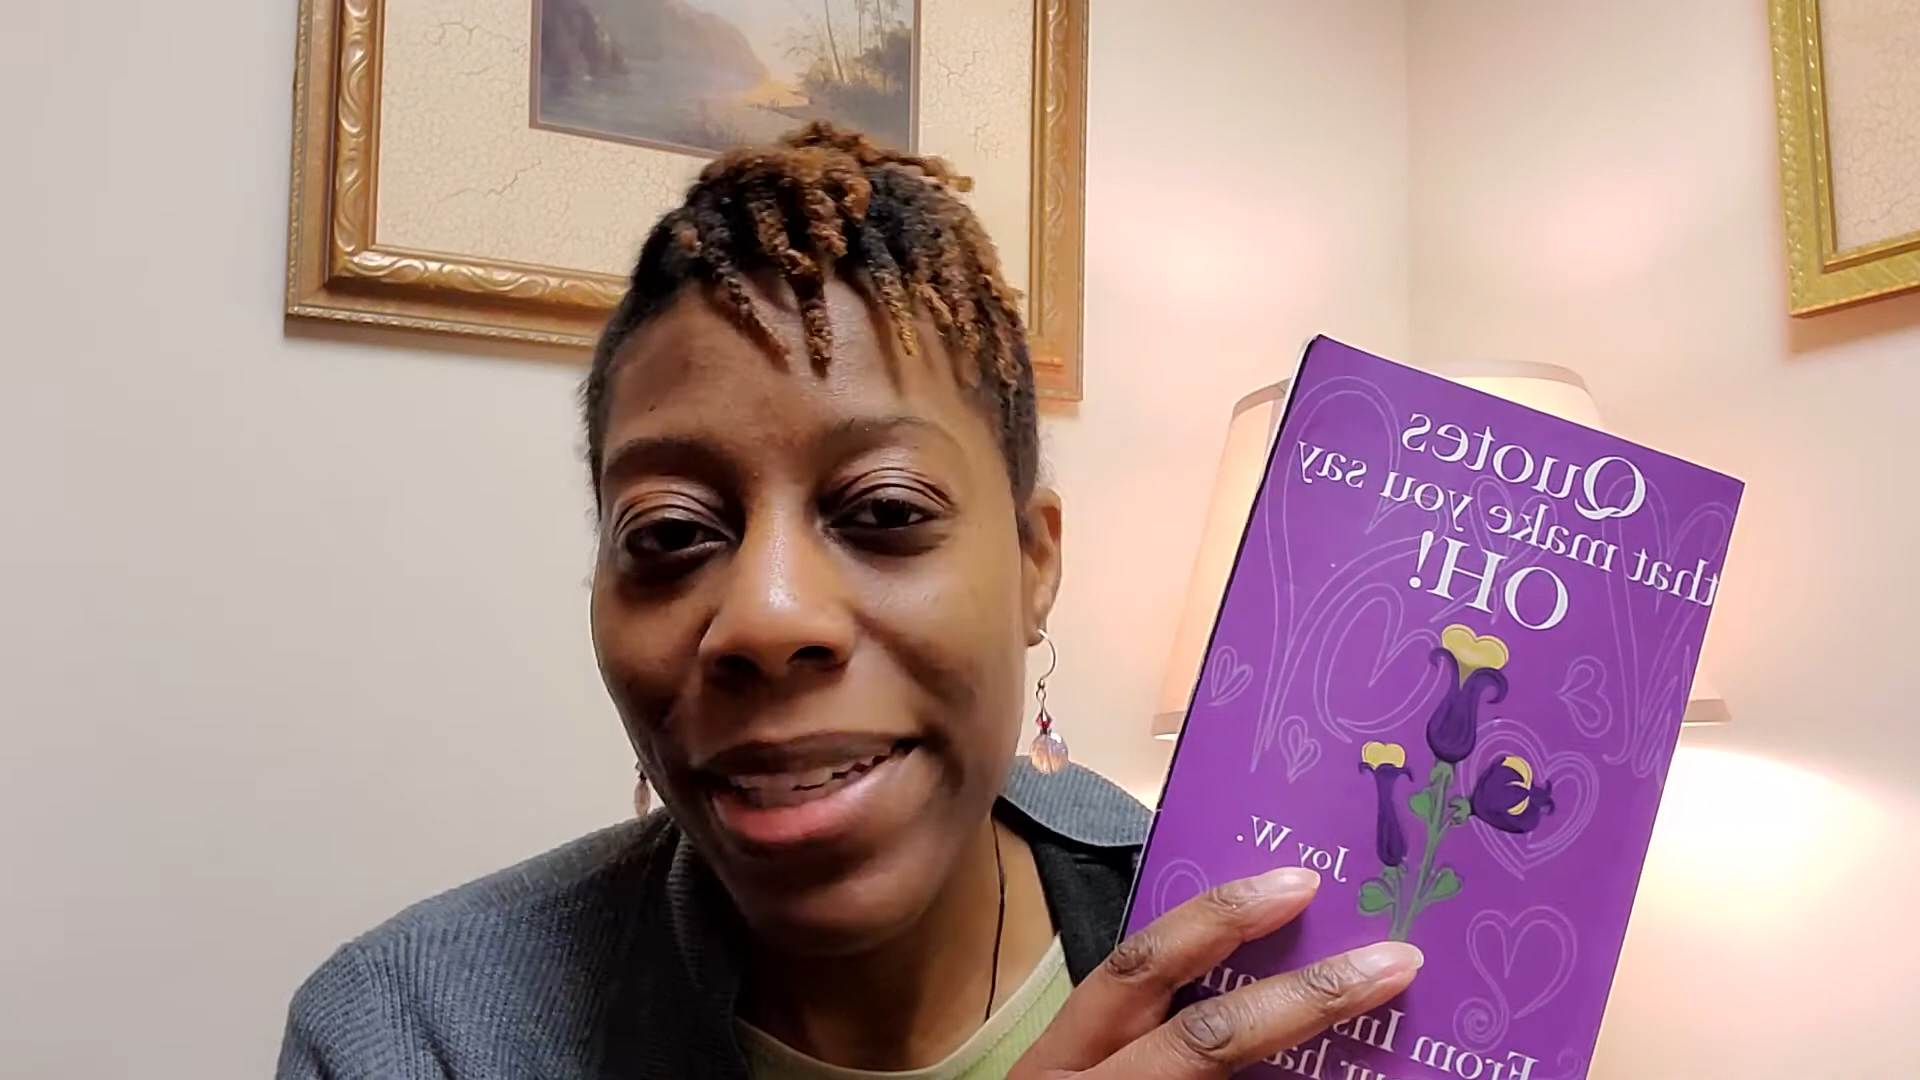 Quotes
that make you say
OH!
Joy W.
From